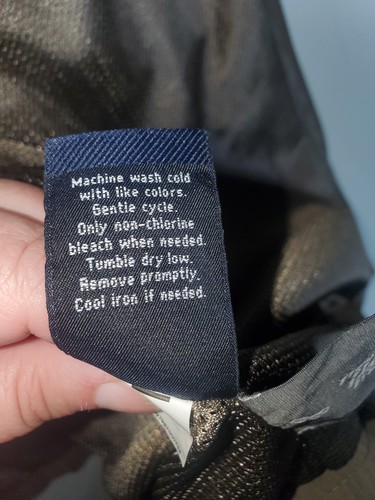 Machine wash cold
with like colors.
Gentle cycle.
Only non-chlorine
bleach when needed.
Tumble dry low.
Remove promptly.
Cool iron if needed.